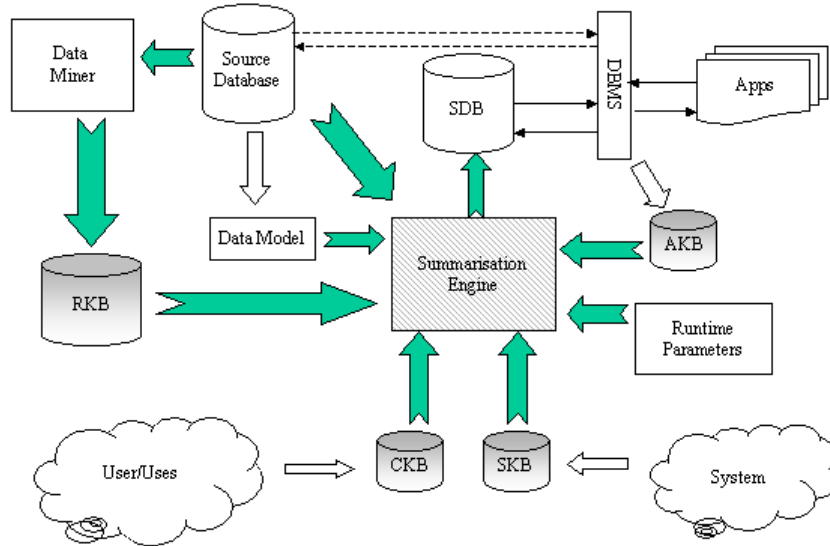 Data
Miner
Source
Database
SDB
DBMS
Apps
Data Model
AKB
Summarisation
Engine
RKB
Runtime
Parameters
User/Uses
CKB
SKB
System